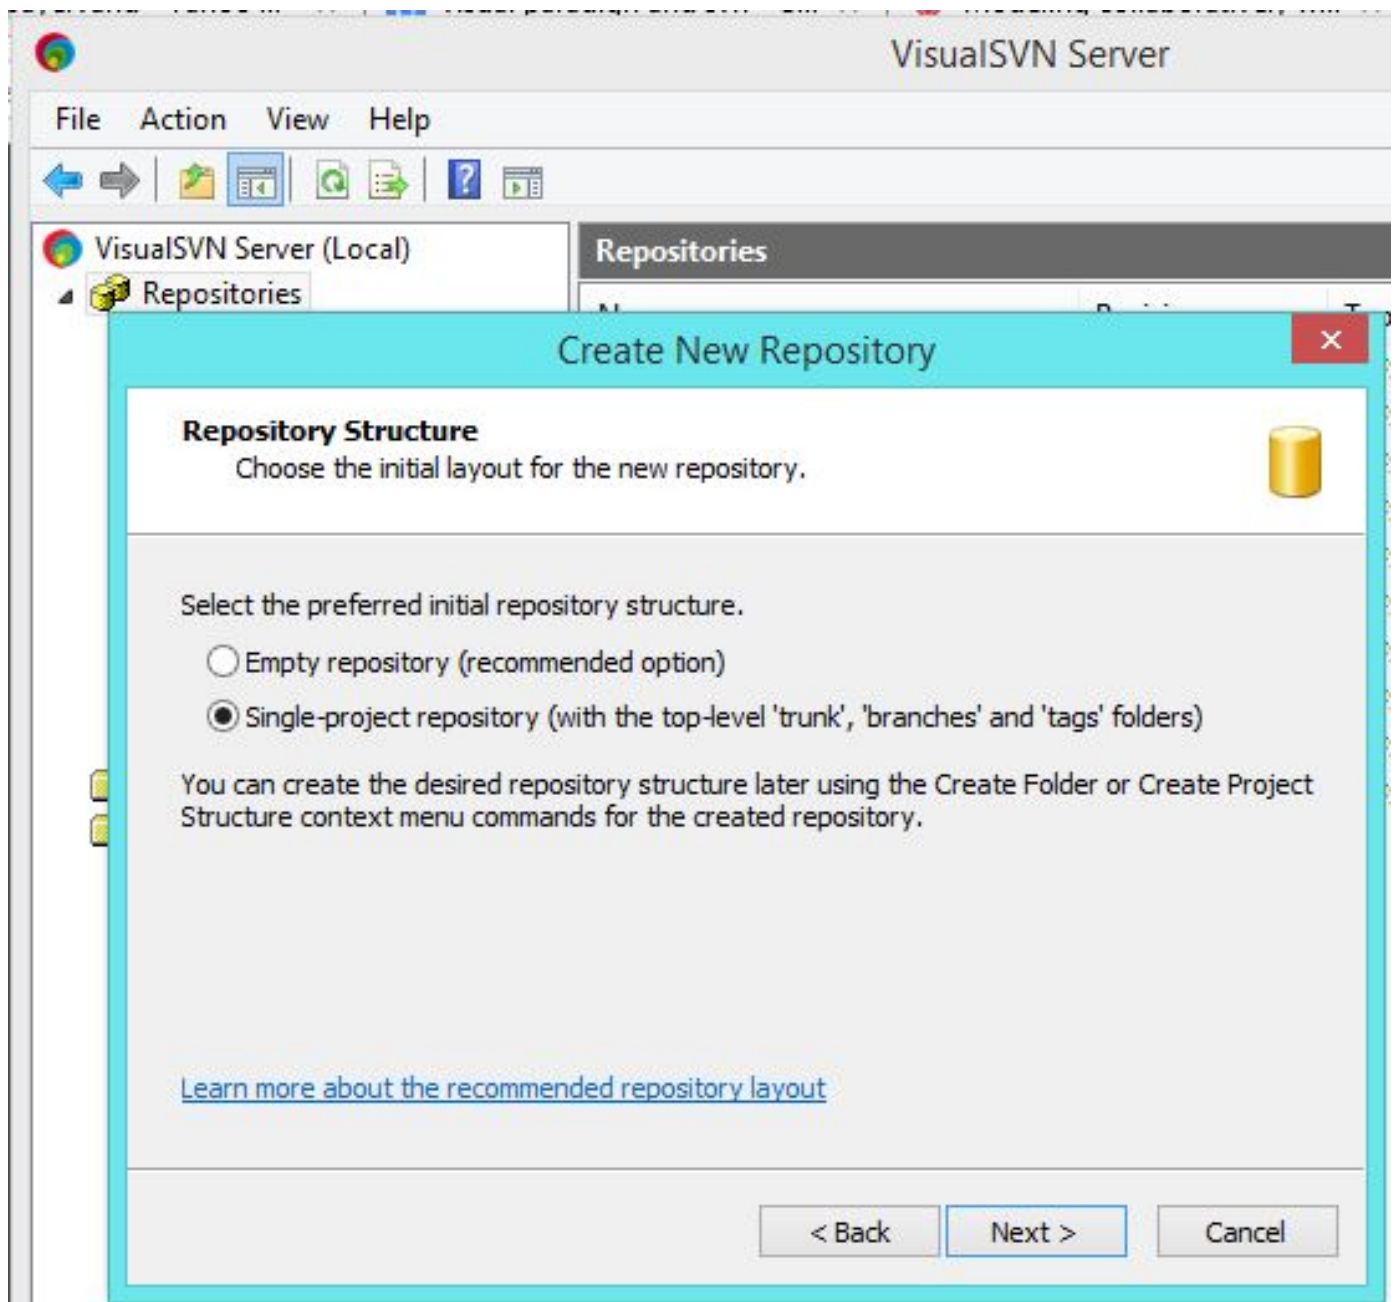 VisualSVN Server
File Action View Help
VisualSVN Server (Local)
Repositories
Repositories
Create New Repository
Repository Structure
Choose the initial layout for the new repository.
Select the preferred initial repository structure.
Empty repository (recommended option)
Single-project repository (with the top-level 'trunk', 'branches' and 'tags' folders)
You can create the desired repository structure later using the Create Folder or Create Project
Structure context menu commands for the created repository.
Learn more about the recommended repository layout
< Back Next > Cancel